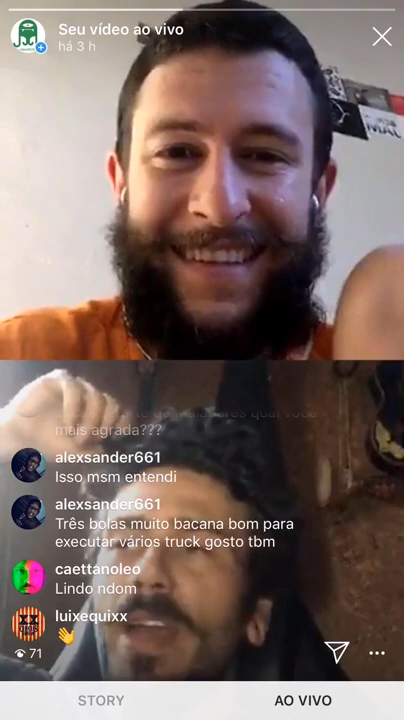 Seu vídeo ao vivo
há 3 h
mais agrada???
alexsander661
Isso msm entendi
alexsander661
Três bolas muito bacana bom para
executar vários truck gosto tbm
caettanoleo
Lindo ndom
luixequixx
👋
71
STORY
AO VIVO